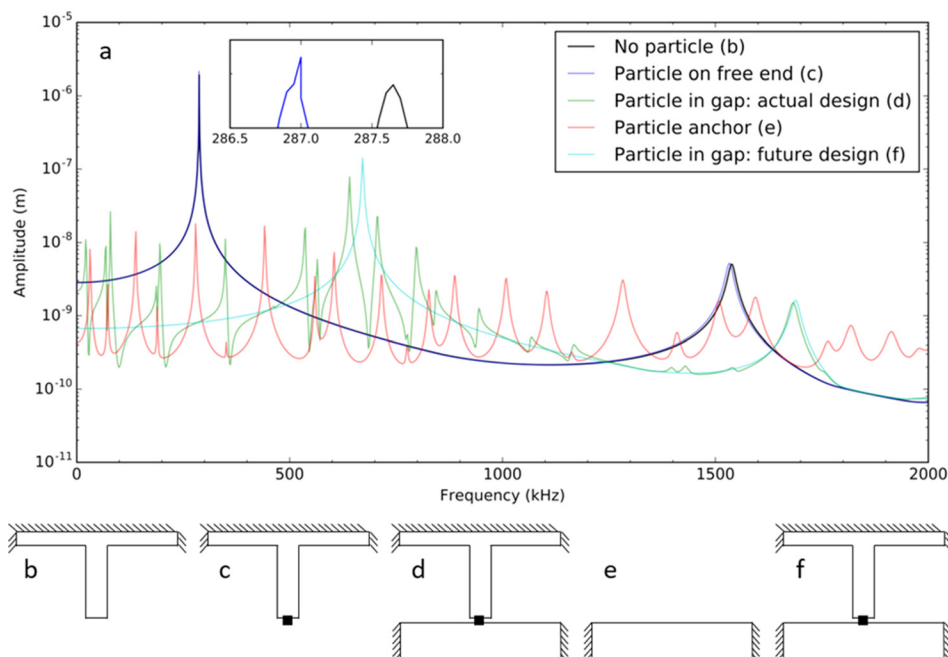 10⁻⁵
a
10⁻⁶
10⁻⁷
10⁻⁸
10⁻⁹
10⁻¹⁰
10⁻¹¹
Amplitude (m)
286.5 287.0 287.5 288.0
No particle (b)
Particle on free end (c)
Particle in gap: actual design (d)
Particle anchor (e)
Particle in gap: future design (f)
0 500 1000 1500 2000
Frequency (kHz)
b c d e f